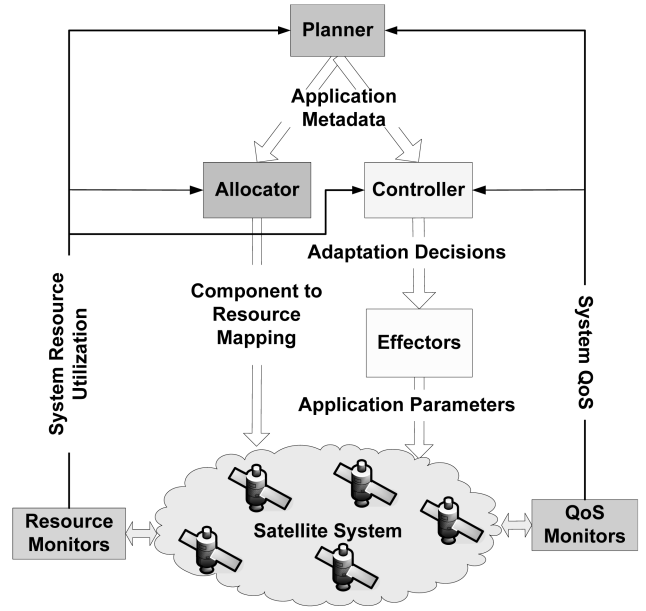 Planner
Application
Metadata
Allocator
Controller
Adaptation Decisions
Component to
Resource
Mapping
Effectors
Application Parameters
System Resource
Utilization
System QoS
Satellite System
Resource
Monitors
QoS
Monitors